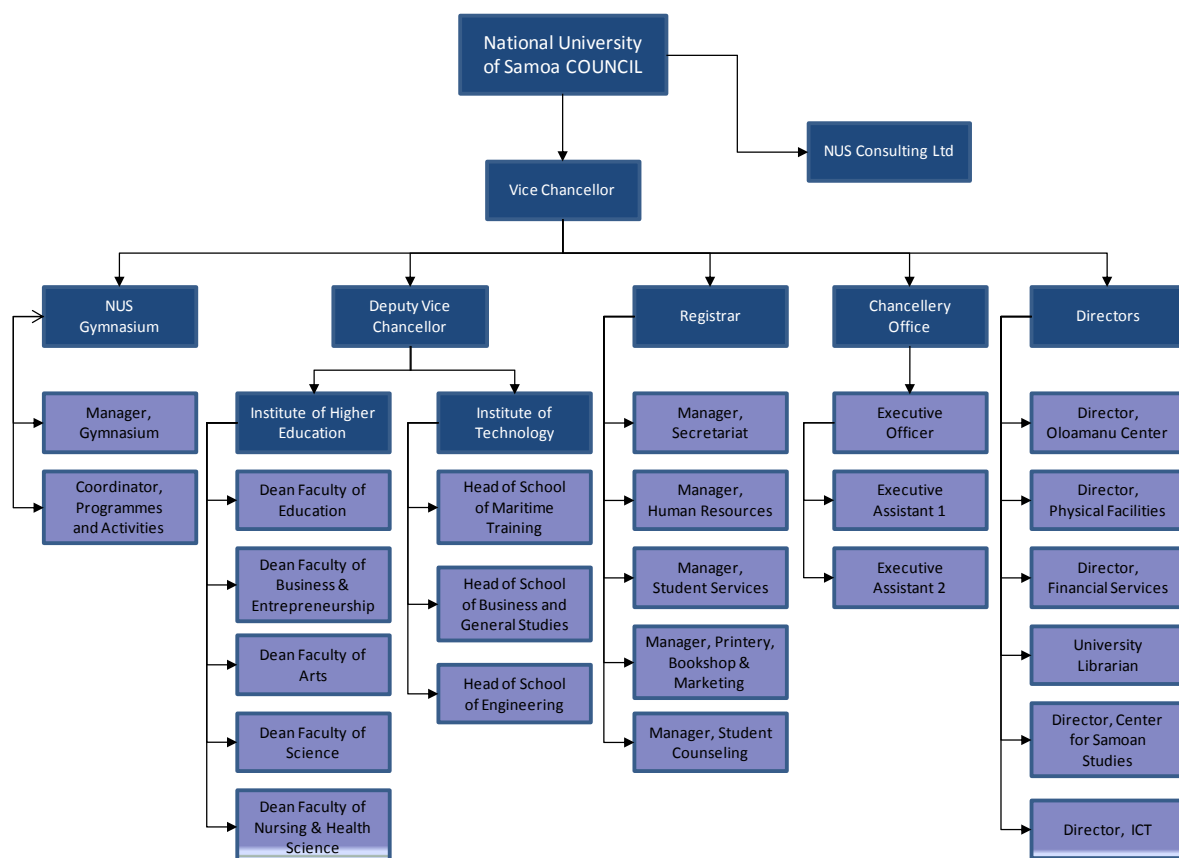 National University
of Samoa COUNCIL
NUS Consulting Ltd
Vice Chancellor
NUS
Gymnasium
Deputy Vice
Chancellor
Registrar
Chancellery
Office
Directors
Manager,
Gymnasium
Coordinator,
Programmes
and Activities
Institute of Higher
Education
Dean Faculty of
Education
Dean Faculty of
Business &
Entrepreneurship
Dean Faculty of
Arts
Dean Faculty of
Science
Dean Faculty of
Nursing & Health
Science
Institute of
Technology
Head of School
of Maritime
Training
Head of School
of Business and
General Studies
Head of School
of Engineering
Manager,
Secretariat
Manager,
Human Resources
Manager,
Student Services
Manager, Printery,
Bookshop &
Marketing
Manager, Student
Counseling
Executive
Officer
Executive
Assistant 1
Executive
Assistant 2
Director,
Oloamanu Center
Director,
Physical Facilities
Director,
Financial Services
University
Librarian
Director, Center
for Samoan
Studies
Director, ICT